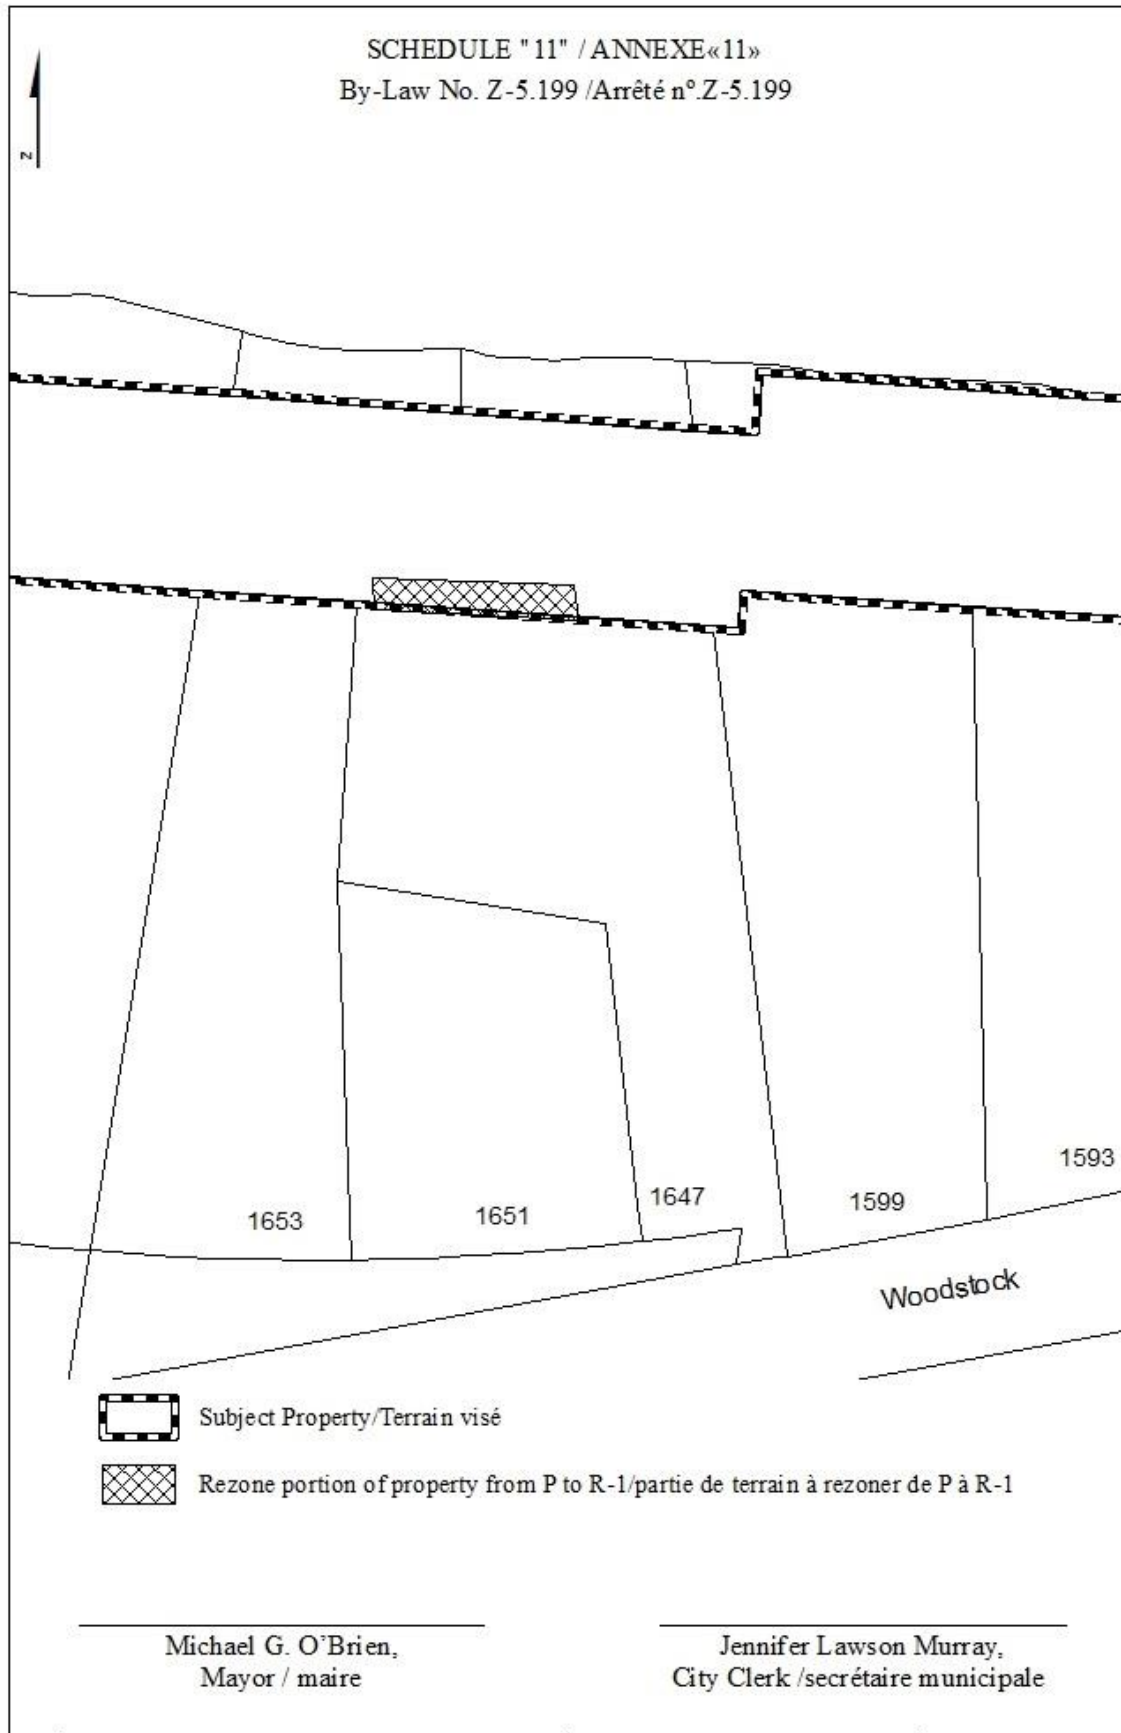 SCHEDULE "11" / ANNEXE«11»
By-Law No. Z-5.199 /Arrêté nº.Z-5.199
N
1593
1647
1599
1651
1653
Woodstock
Subject Property/Terrain visé
Rezone portion of property from P to R-1/partie de terrain à rezoner de P à R-1
Michael G. O'Brien,
Mayor / maire
Jennifer Lawson Murray,
City Clerk /secrétaire municipale